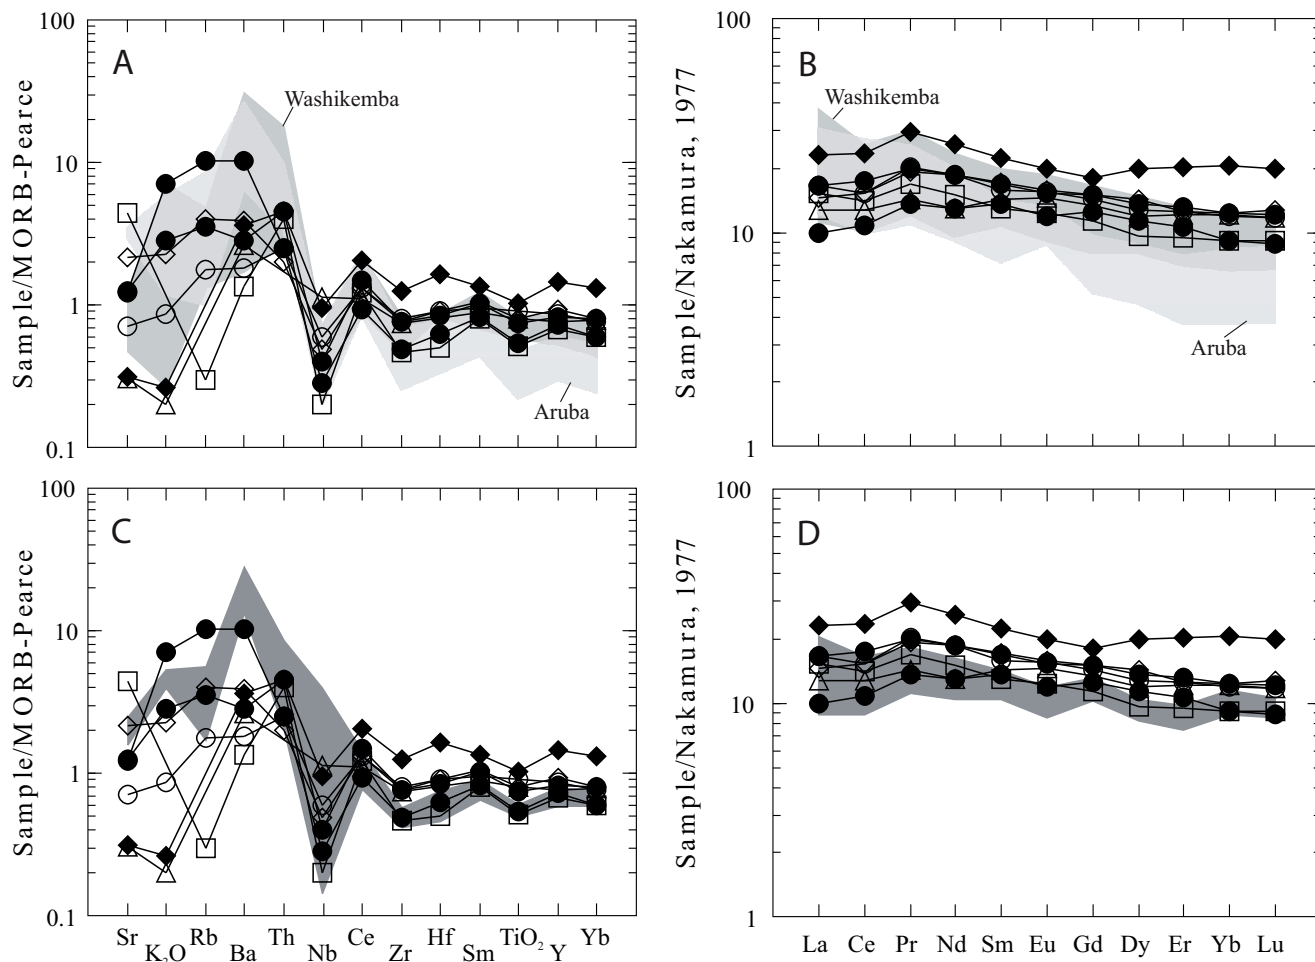 100
10
1
0.1
Sample/MORB-Pearce
A
Washikemba
Aruba
100
10
1
Sample/Nakamura, 1977
B
Washikemba
Aruba
100
10
1
0.1
Sample/MORB-Pearce
C
Sr K₂O Rb Ba Th Nb Ce Zr Hf Sm TiO₂ Y Yb
100
10
1
Sample/Nakamura, 1977
D
La Ce Pr Nd Sm Eu Gd Dy Er Yb Lu